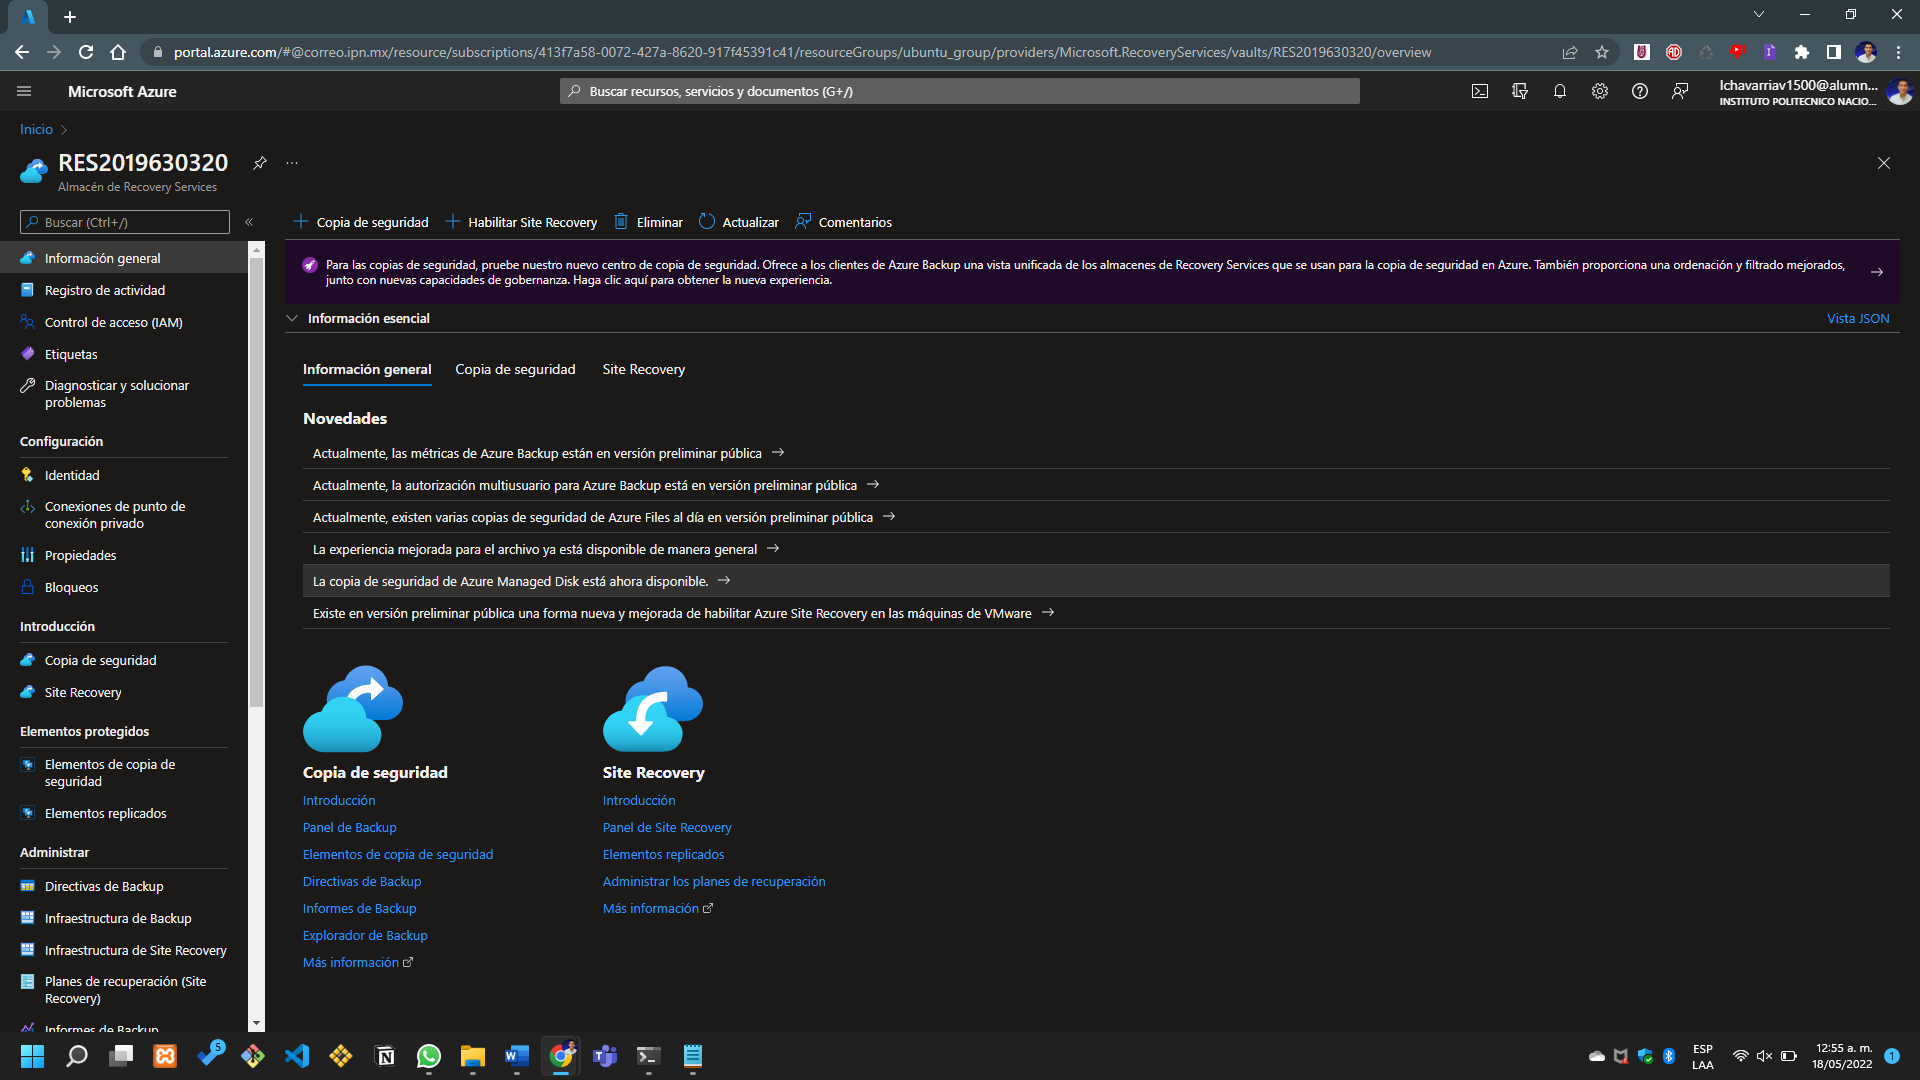 portal.azure.com/#@correo.ipn.mx/resource/subscriptions/413f7a58-0072-427a-8620-917f45391c41/resourceGroups/ubuntu_group/providers/Microsoft.RecoveryServices/vaults/RES2019630320/overview
Microsoft Azure
Buscar recursos, servicios y documentos (G+/)
lchavarriav1500@alumn...
INSTITUTO POLITECNICO NACIO...
Inicio
RES2019630320
Almacén de Recovery Services
Buscar (Ctrl+/)
Información general
Registro de actividad
Control de acceso (IAM)
Etiquetas
Diagnosticar y solucionar
problemas
Configuración
Identidad
Conexiones de punto de
conexión privado
Propiedades
Bloqueos
Introducción
Copia de seguridad
Site Recovery
Elementos protegidos
Elementos de copia de
seguridad
Elementos replicados
Administrar
Directivas de Backup
Infraestructura de Backup
Infraestructura de Site Recovery
Planes de recuperación (Site
Recovery)
Informes de Backup
Copia de seguridad
Habilitar Site Recovery
Eliminar
Actualizar
Comentarios
Para las copias de seguridad, pruebe nuestro nuevo centro de copia de seguridad. Ofrece a los clientes de Azure Backup una vista unificada de los almacenes de Recovery Services que se usan para la copia de seguridad en Azure. También proporciona una ordenación y filtrado mejorados,
junto con nuevas capacidades de gobernanza. Haga clic aquí para obtener la nueva experiencia.
Información esencial
Vista JSON
Información general
Copia de seguridad
Site Recovery
Novedades
Actualmente, las métricas de Azure Backup están en versión preliminar pública
Actualmente, la autorización multiusuario para Azure Backup está en versión preliminar pública
Actualmente, existen varias copias de seguridad de Azure Files al día en versión preliminar pública
La experiencia mejorada para el archivo ya está disponible de manera general
La copia de seguridad de Azure Managed Disk está ahora disponible.
Existe en versión preliminar pública una forma nueva y mejorada de habilitar Azure Site Recovery en las máquinas de VMware
Copia de seguridad
Introducción
Panel de Backup
Elementos de copia de seguridad
Directivas de Backup
Informes de Backup
Explorador de Backup
Más información
Site Recovery
Introducción
Panel de Site Recovery
Elementos replicados
Administrar los planes de recuperación
Más información
5
ESP
LAA
12:55 a. m.
18/05/2022
1